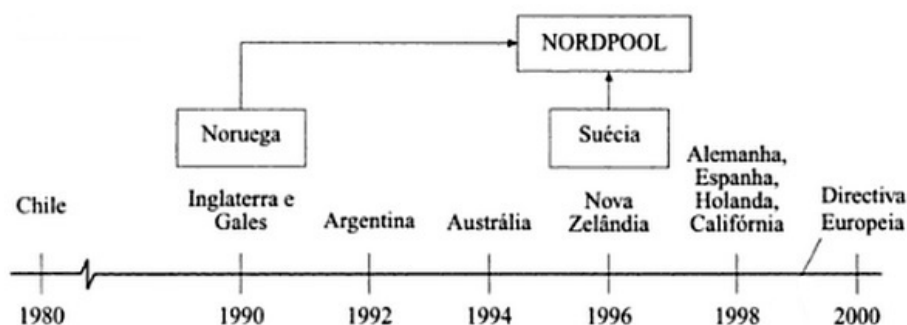 NORDPOOL
Noruega
Suécia
Chile
Inglaterra e
Gales
Argentina
Austrália
Nova
Zelândia
Alemanha,
Espanha,
Holanda,
Califórnia
Directiva
Europeia
1980
1990
1992
1994
1996
1998
2000